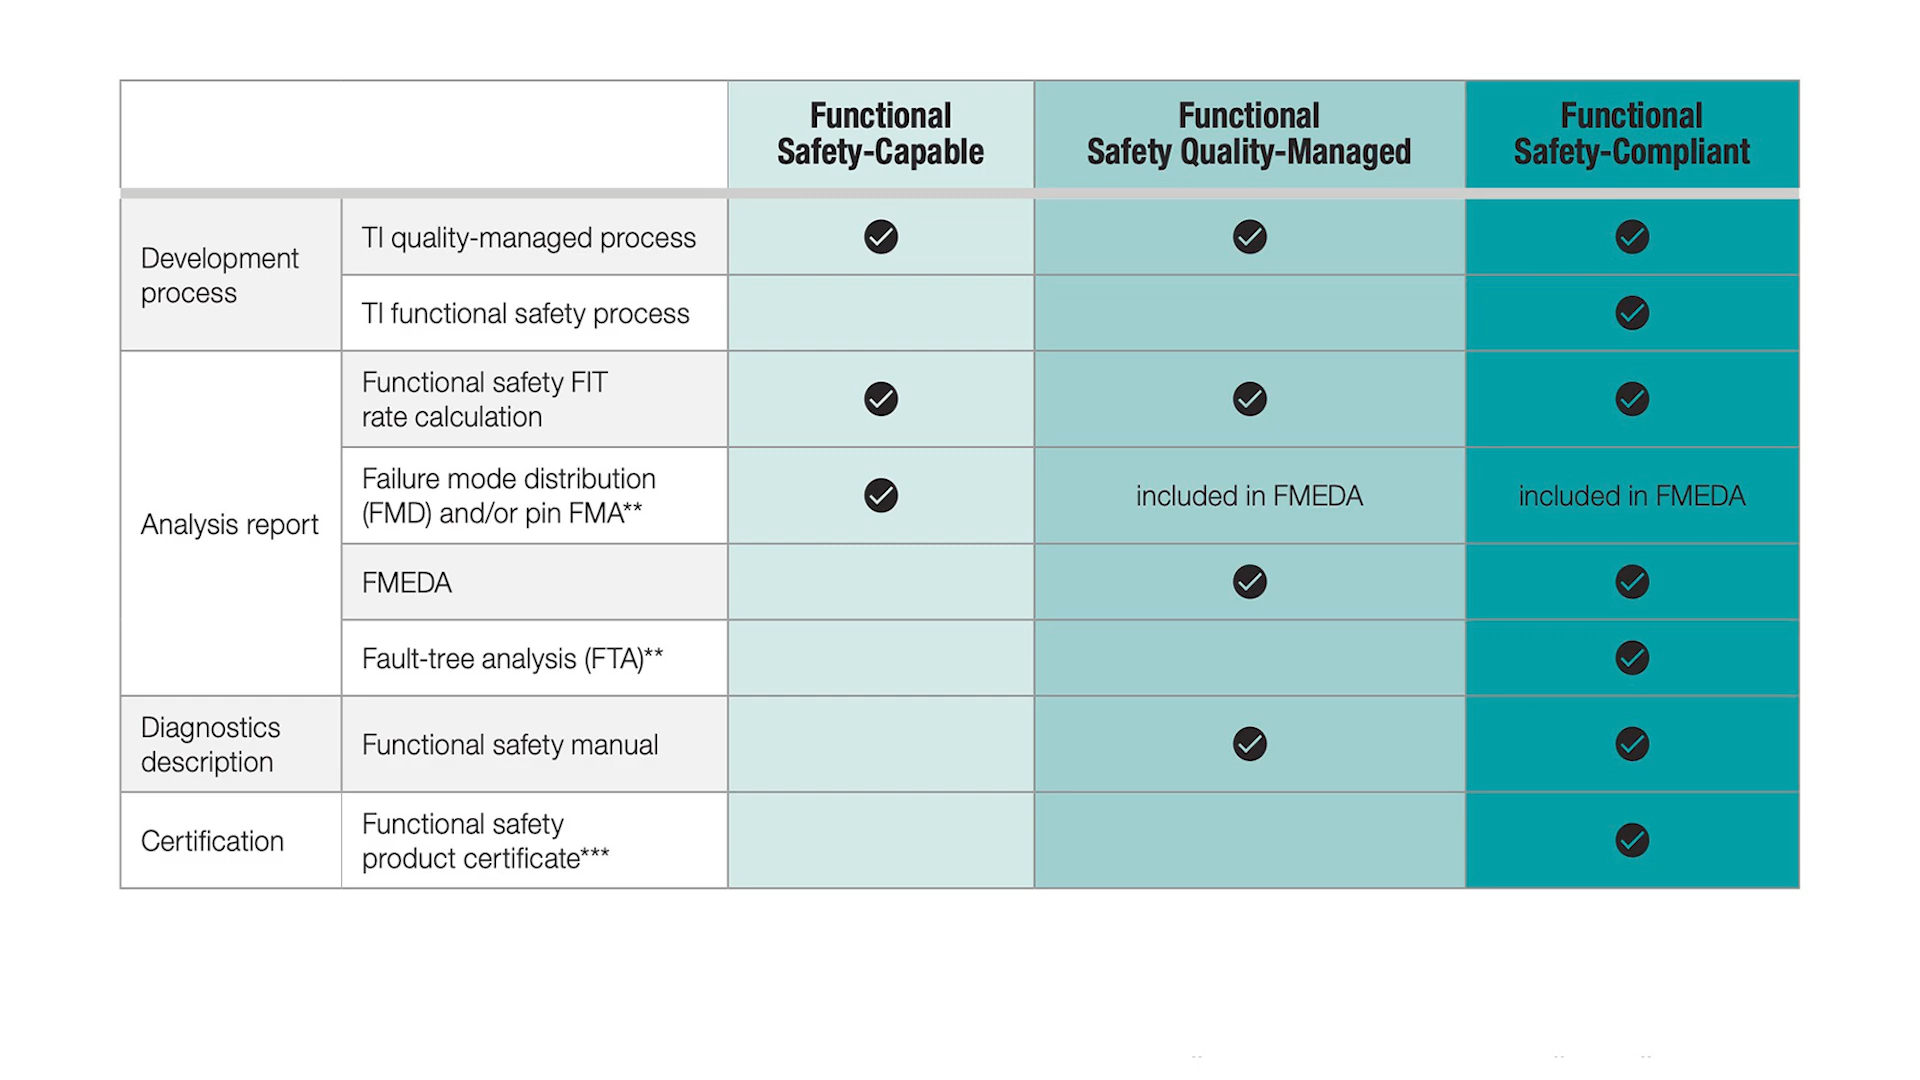 Functional
Safety-Capable
Functional
Safety Quality-Managed
Functional
Safety-Compliant
Development
process
TI quality-managed process
TI functional safety process
Analysis report
Functional safety FIT
rate calculation
Failure mode distribution
(FMD) and/or pin FMA**
included in FMEDA
included in FMEDA
FMEDA
Fault-tree analysis (FTA)**
Diagnostics
description
Functional safety manual
Certification
Functional safety
product certificate***